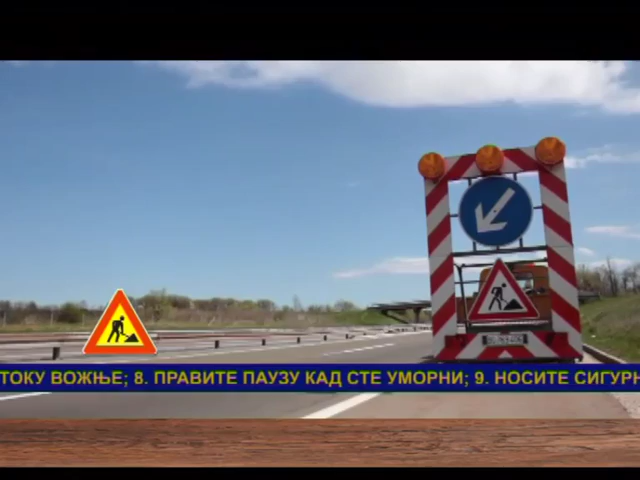 ТОКУ ВОЖЊЕ; 8. ПРАВИТЕ ПАУЗУ КАД СТЕ УМОРНИ; 9. НОСИТЕ СИГУРН